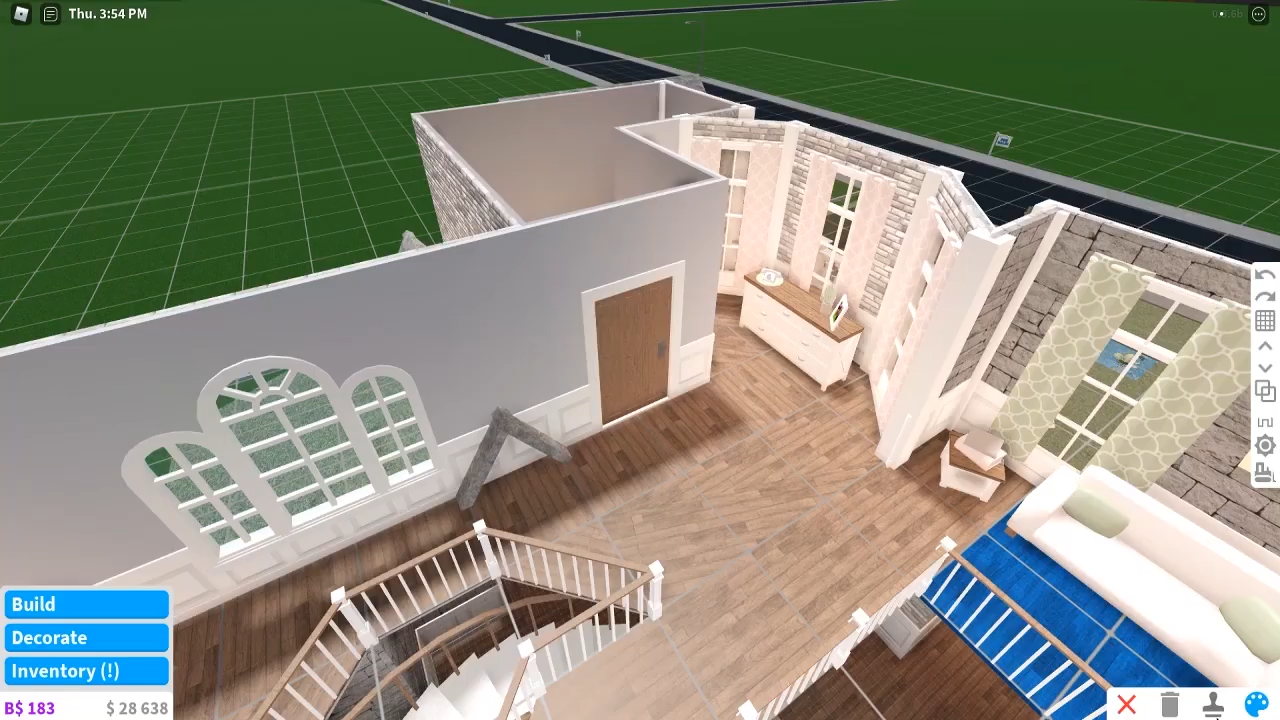 Thu. 3:54 PM
Build
Decorate
Inventory (!)
B$ 183
$ 28 638